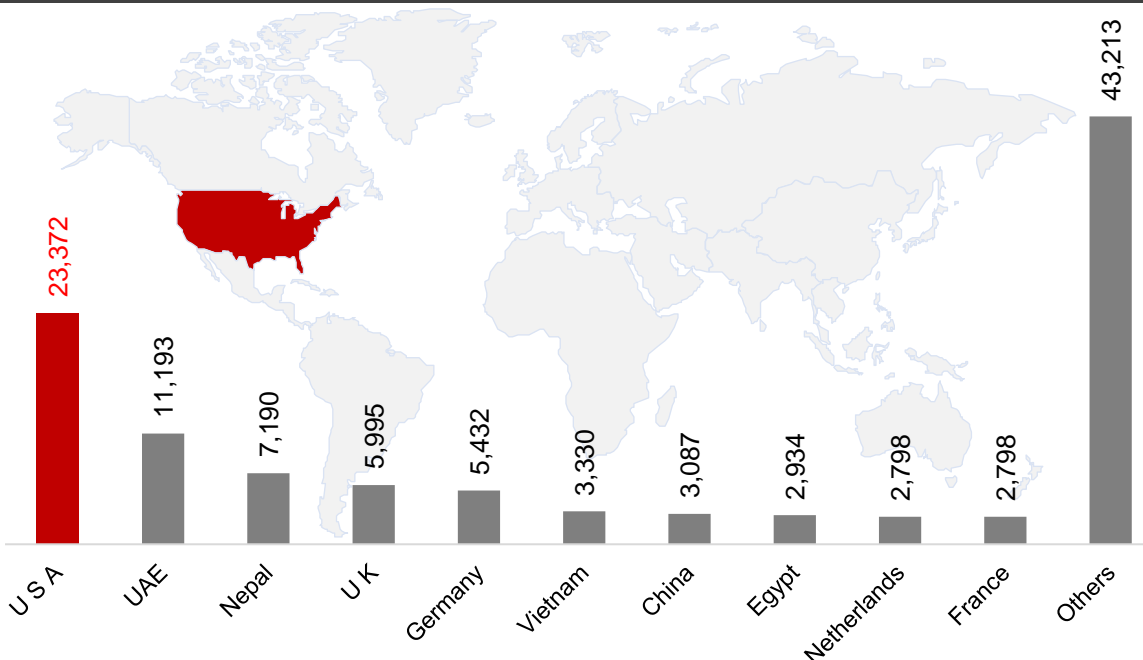 23,372
11,193
7,190
5,995
5,432
3,330
3,087
2,934
2,798
2,798
43,213
U S A
UAE
Nepal
U K
Germany
Vietnam
China
Egypt
Netherlands
France
Others